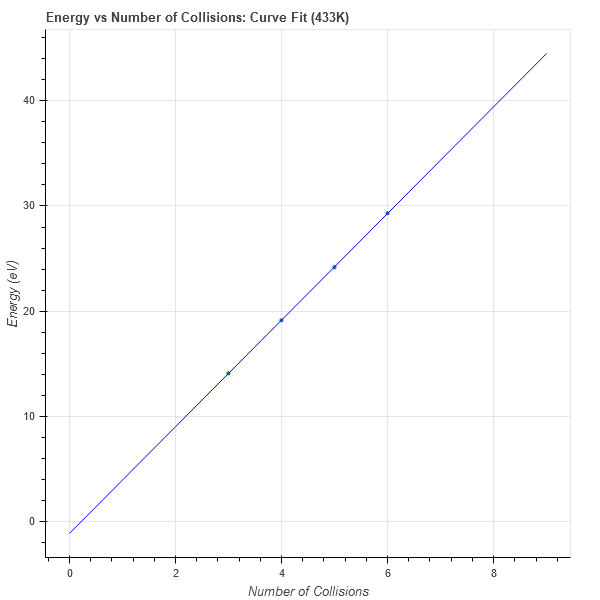 Energy vs Number of Collisions: Curve Fit (433K)
Energy (eV)
40
30
20
10
0
0 2 4 6 8
Number of Collisions